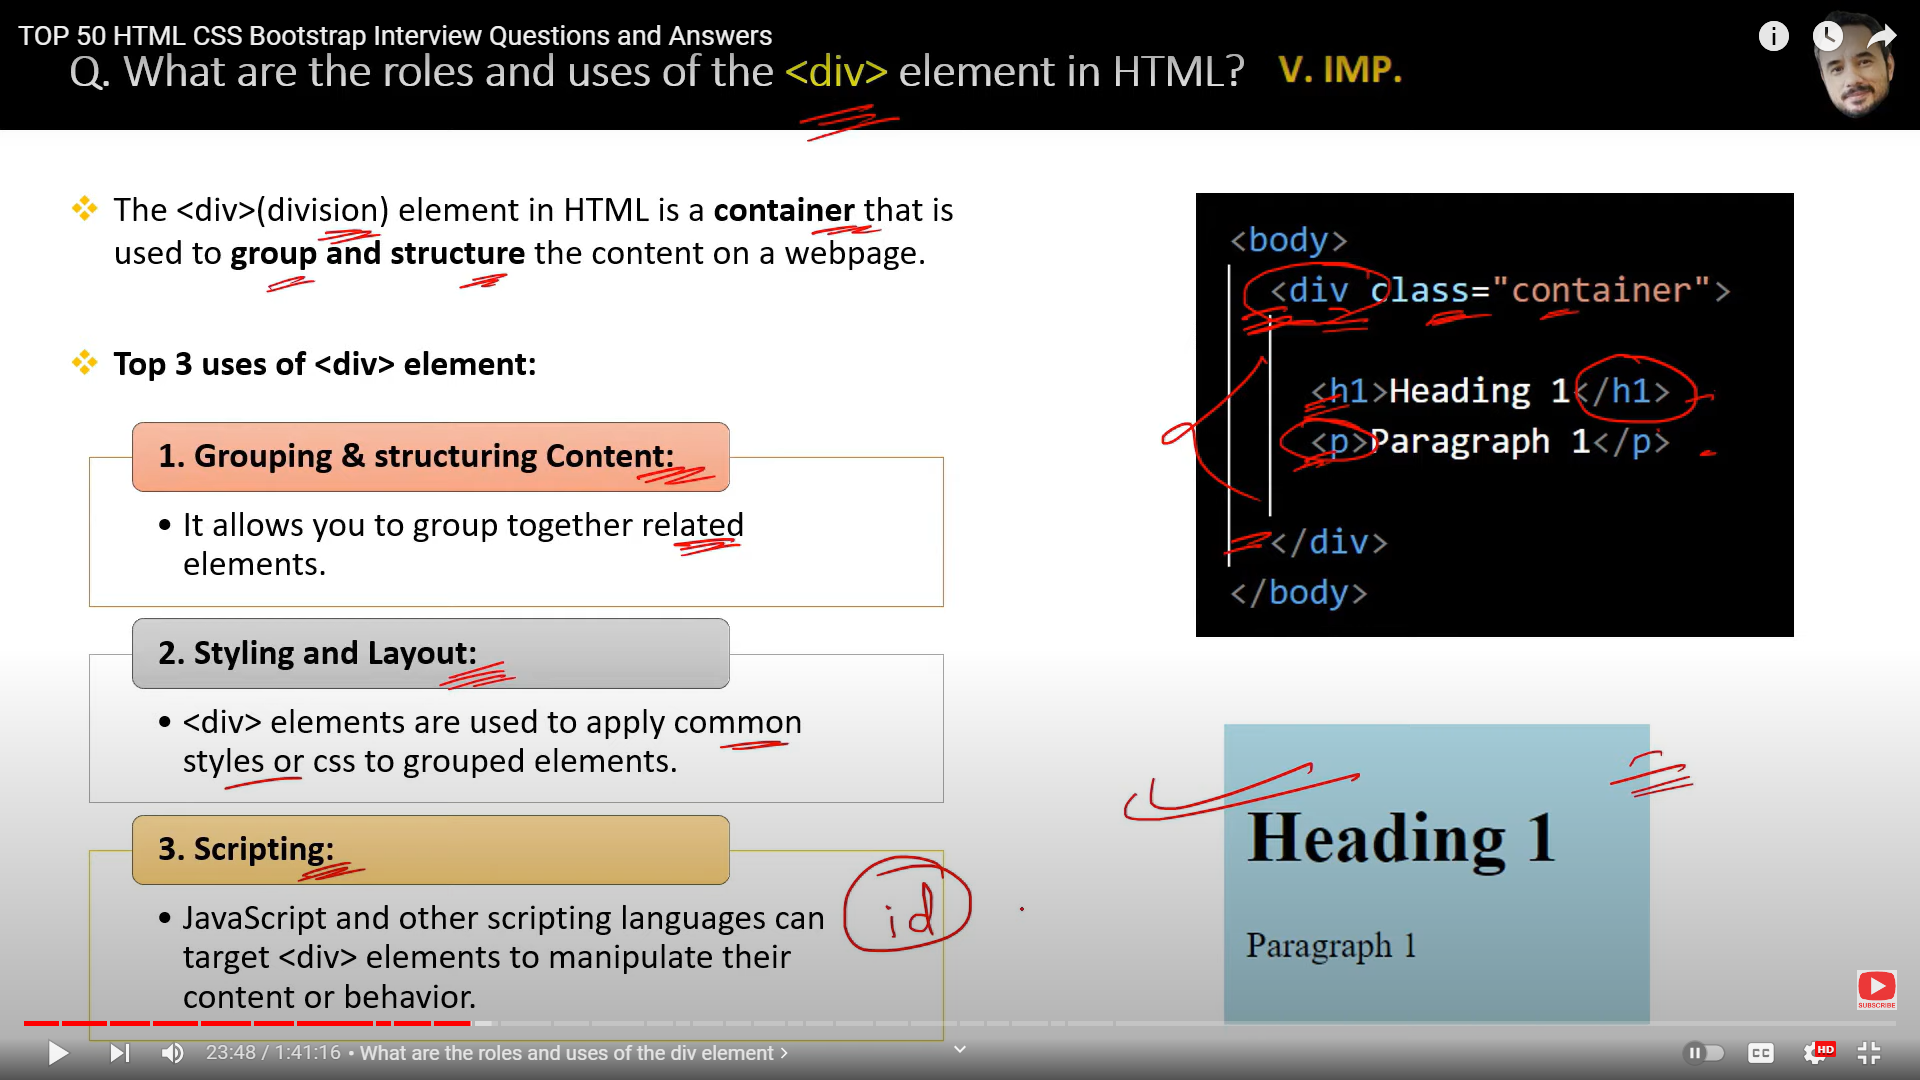 TOP 50 HTML CSS Bootstrap Interview Questions and Answers
Q. What are the roles and uses of the <div> element in HTML? V. IMP.
The <div>(division) element in HTML is a container that is
used to group and structure the content on a webpage.
Top 3 uses of <div> element:
1. Grouping & structuring Content:
• It allows you to group together related
elements.
2. Styling and Layout:
• <div> elements are used to apply common
styles or css to grouped elements.
3. Scripting:
• JavaScript and other scripting languages can
target <div> elements to manipulate their
content or behavior.
id
<body>
<div class="container">
<h1>Heading 1</h1>
<p>Paragraph 1</p>
</div>
</body>
Heading 1
Paragraph 1
SUBSCRIBE
23:48 / 1:41:16 • What are the roles and uses of the div element >
CC
HD